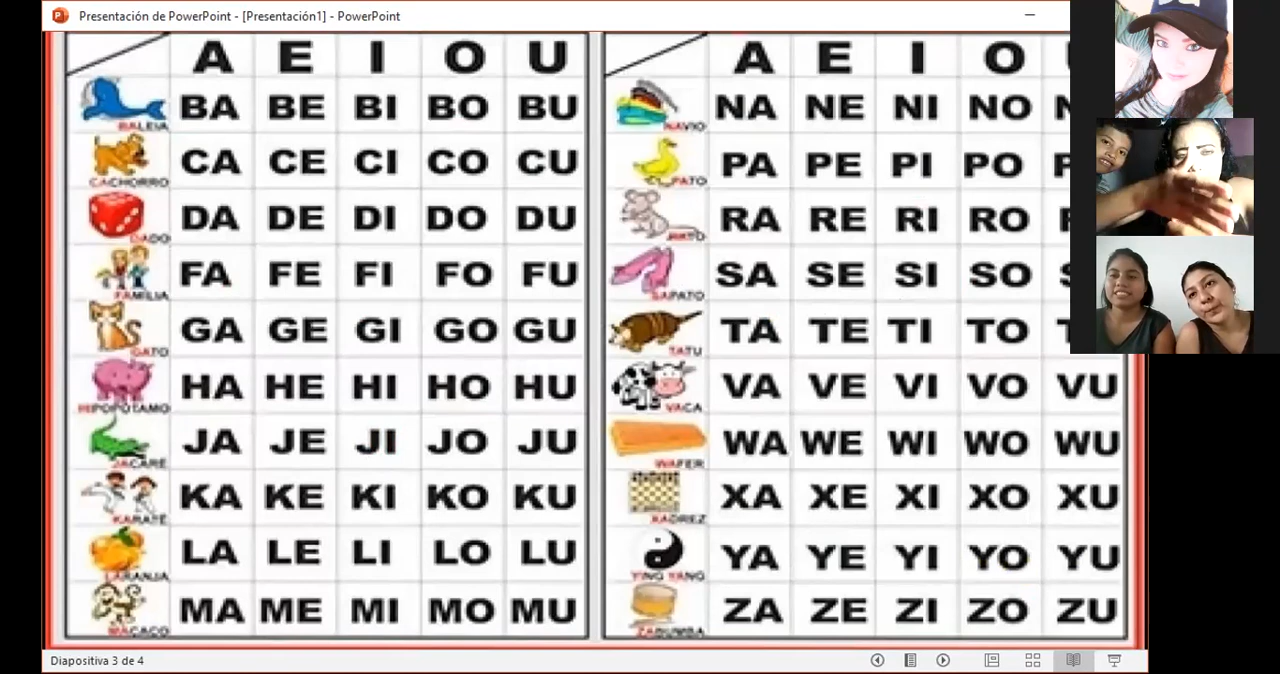 Presentación de PowerPoint - [Presentación1] - PowerPoint
A E I O U
BALEIA BA BE BI BO BU
CACHORRO CA CE CI CO CU
DADO DA DE DI DO DU
FAMÍLIA FA FE FI FO FU
GATO GA GE GI GO GU
HIPOPÓTAMO HA HE HI HO HU
JACARÉ JA JE JI JO JU
KARATÊ KA KE KI KO KU
LARANJA LA LE LI LO LU
MACACO MA ME MI MO MU
A E I O
NAVIO NA NE NI NO
PATO PA PE PI PO
RATO RA RE RI RO
SAPATO SA SE SI SO
TATU TA TE TI TO
VACA VA VE VI VO VU
WAFER WA WE WI WO WU
XADREZ XA XE XI XO XU
YING YANG YA YE YI YO YU
ZABUMBA ZA ZE ZI ZO ZU
Diapositiva 3 de 4